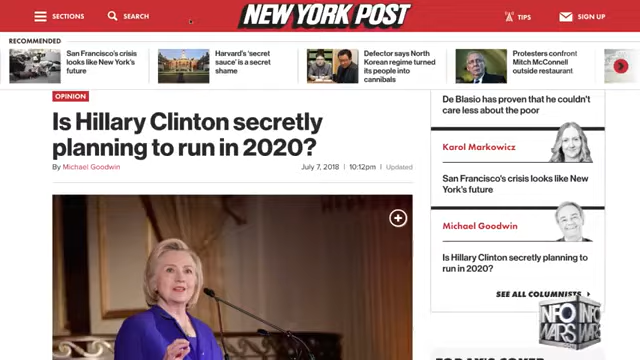 SECTIONS
SEARCH
NEW YORK POST
TIPS
SIGN UP
RECOMMENDED
San Francisco's crisis
looks like New York's
future
Harvard's 'secret
sauce' is a secret
shame
Defector says North
Korean regime turned
its people into
cannibals
Protesters confront
Mitch McConnell
outside restaurant
OPINION
Is Hillary Clinton secretly
planning to run in 2020?
By Michael Goodwin
July 7, 2018 | 10:12pm | Updated
De Blasio has proven that he couldn't
care less about the poor
Karol Markowicz
San Francisco's crisis looks like New
York's future
Michael Goodwin
Is Hillary Clinton secretly planning to
run in 2020?
SEE ALL COLUMNISTS
INFO
WARS
INFO
WARS